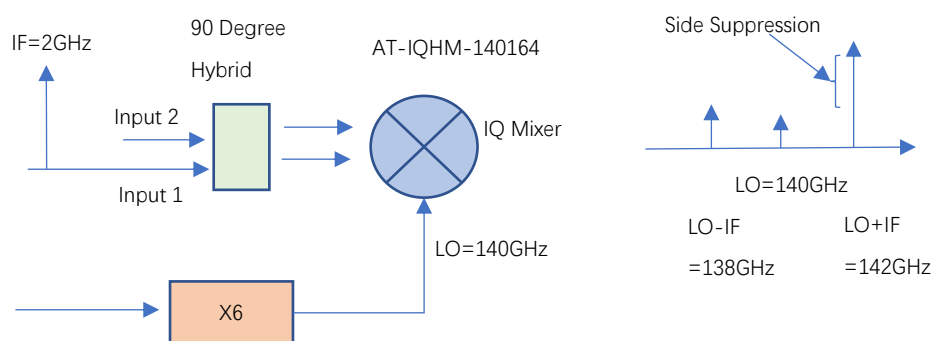 IF=2GHz
90 Degree
Hybrid
AT-IQHM-140164
Side Suppression
Input 2
IQ Mixer
Input 1
LO=140GHz
LO=140GHz
LO-IF
=138GHz
LO+IF
=142GHz
X6